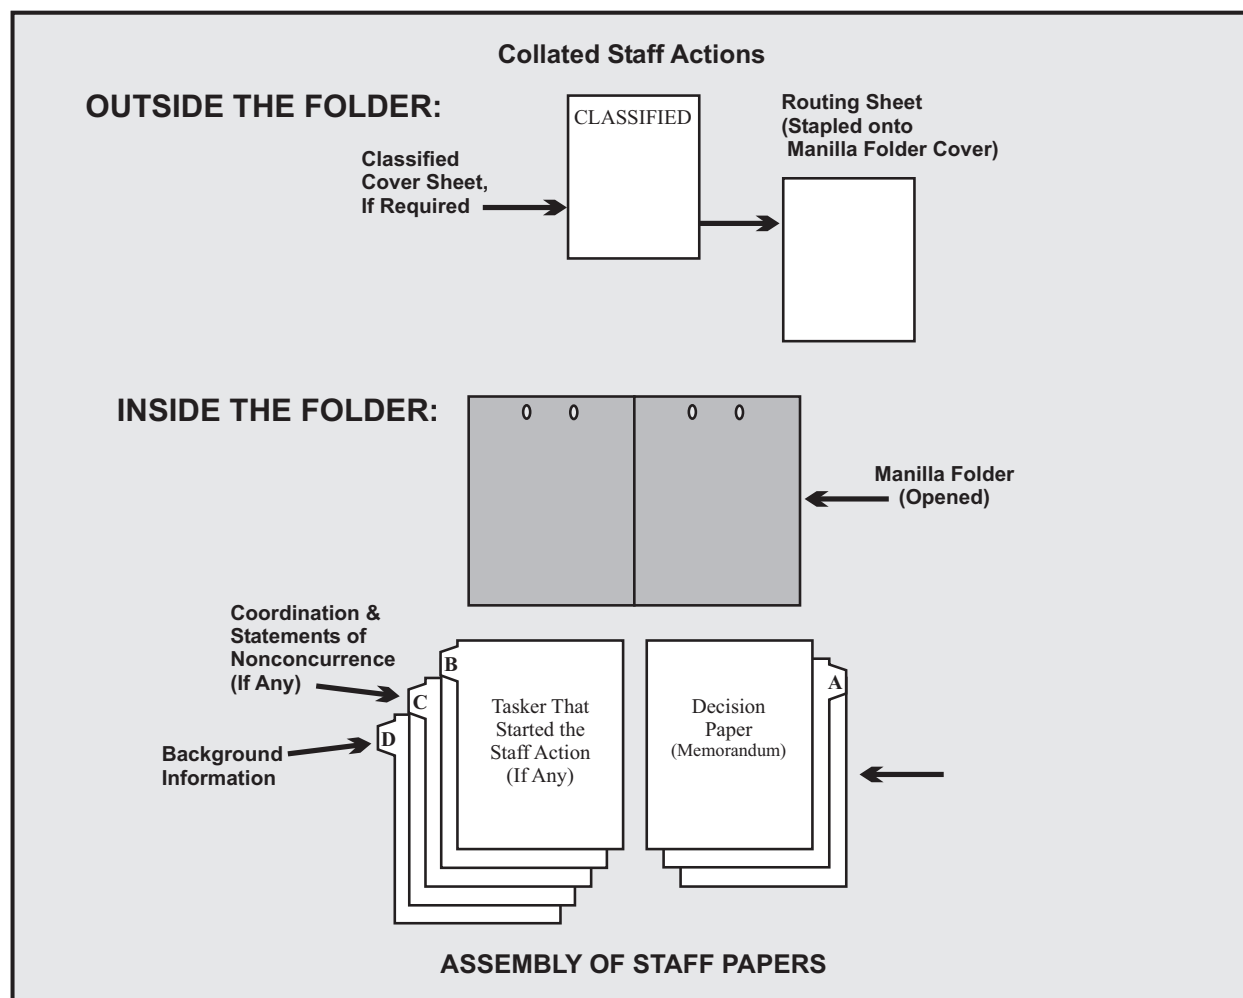 Collated Staff Actions
OUTSIDE THE FOLDER:
CLASSIFIED
Classified
Cover Sheet,
If Required
Routing Sheet
(Stapled onto
Manilla Folder Cover)
INSIDE THE FOLDER:
Manilla Folder
(Opened)
Coordination &
Statements of
Nonconcurrence
(If Any)
Background
Information
B
C
D
Tasker That
Started the
Staff Action
(If Any)
Decision
Paper
(Memorandum)
A
ASSEMBLY OF STAFF PAPERS